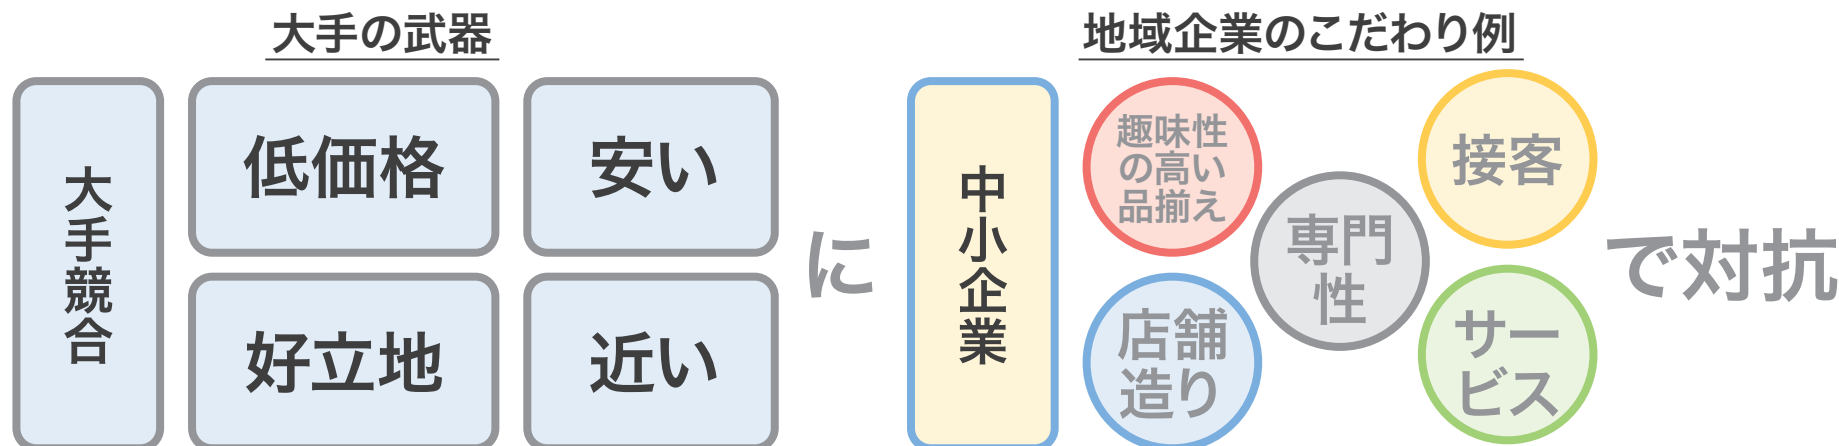 大手の武器
大手競合
低価格
安い
好立地
近い
に
地域企業のこだわり例
中小企業
趣味性
の高い
品揃え
接客
専門
性
店舗
造り
サー
ビス
で対抗